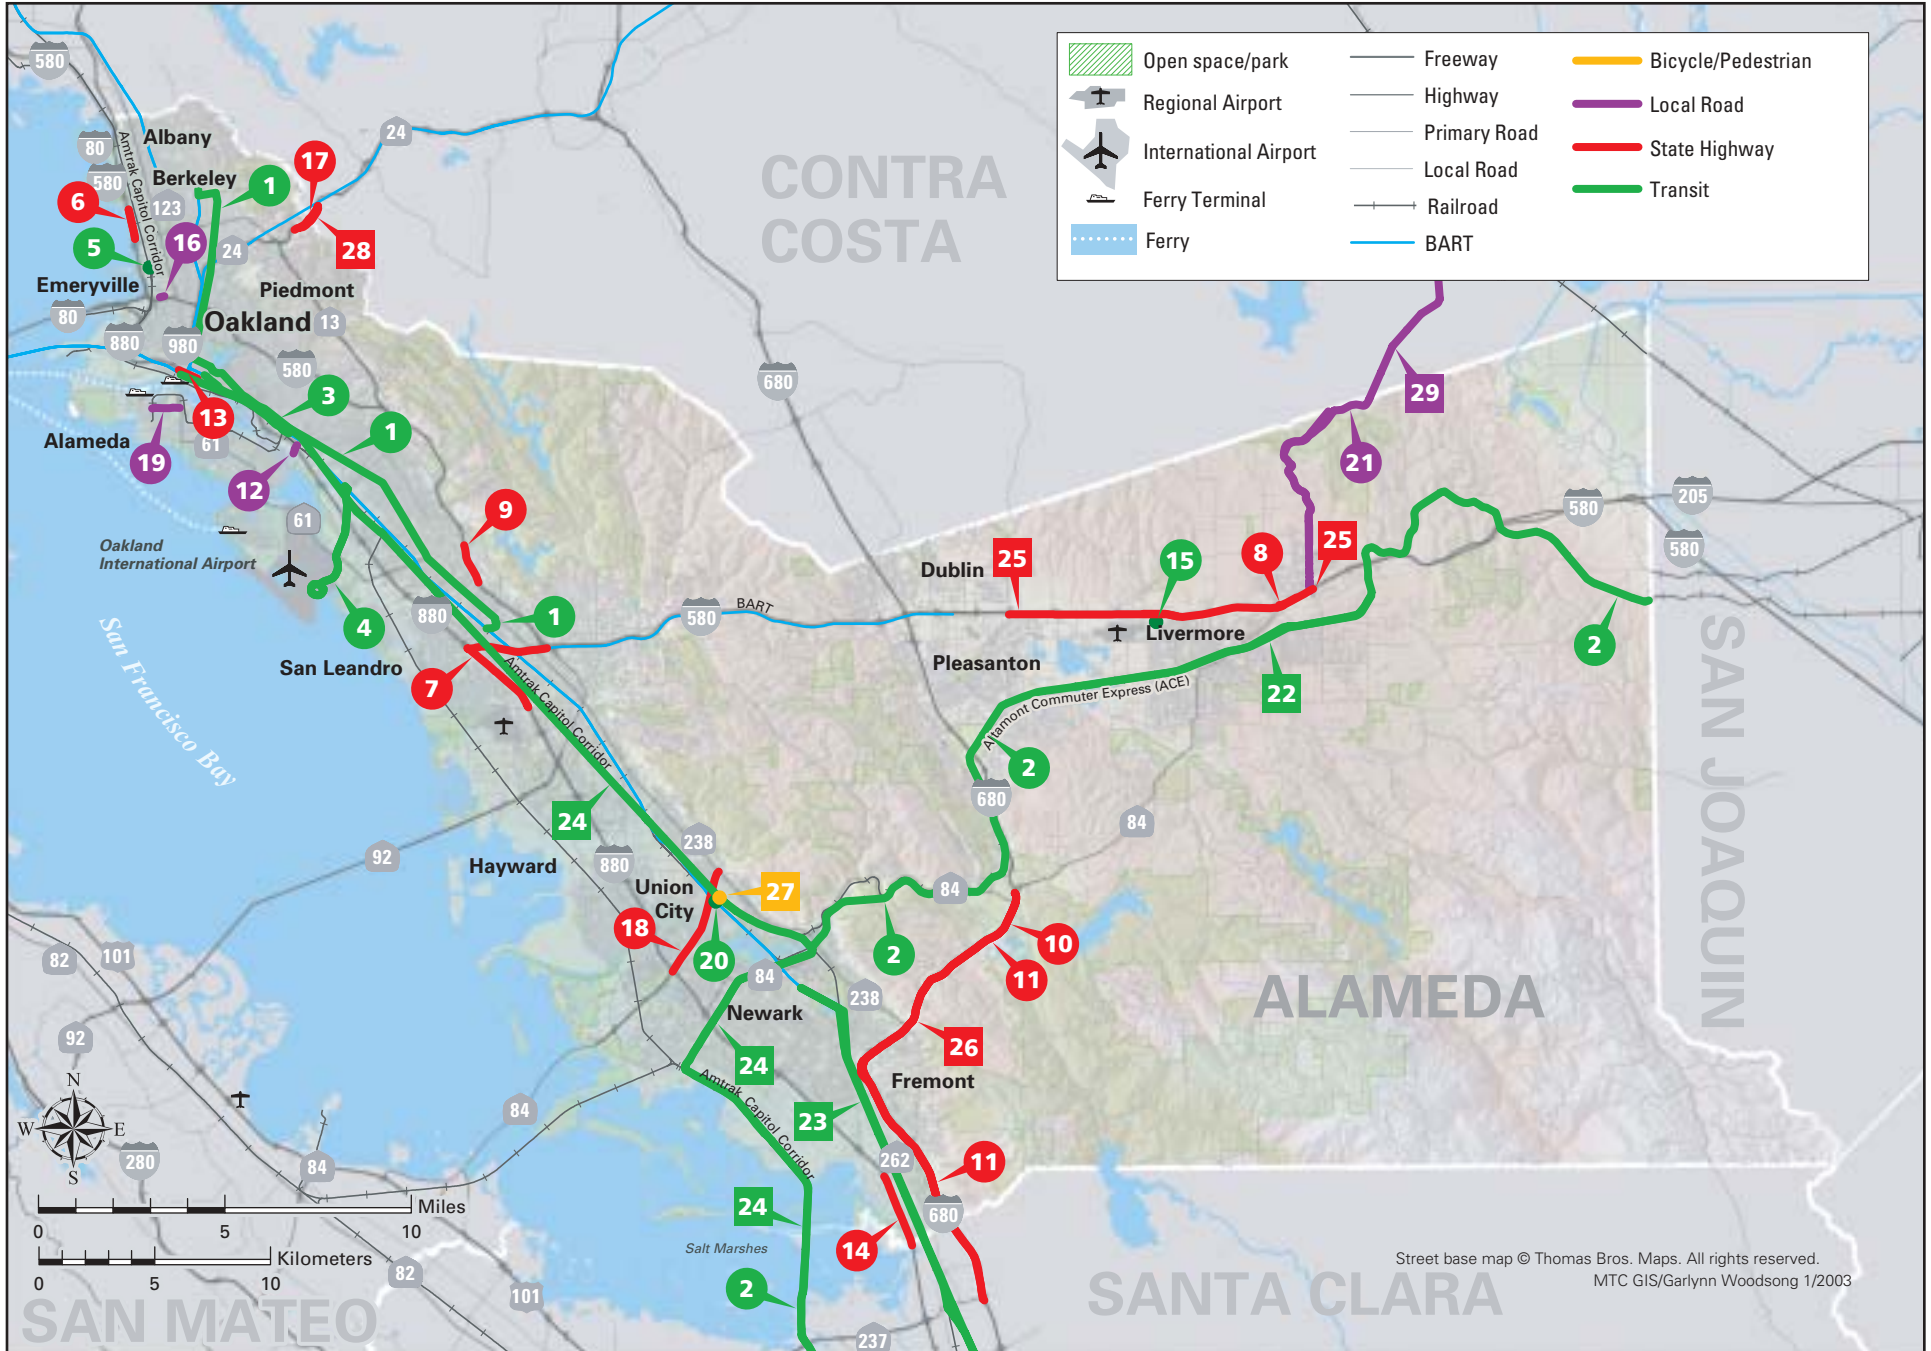 Open space/park
Regional Airport
International Airport
Ferry Terminal
Ferry
Freeway
Highway
Primary Road
Local Road
Railroad
BART
Bicycle/Pedestrian
Local Road
State Highway
Transit
580
24
CONTRA
COSTA
80
Albany
Amtrak Capitol Corridor
17
580
Berkeley
1
6
123
16
28
5
24
Emeryville
Piedmont
80
Oakland
13
880
980
580
680
3
29
13
1
Alameda
61
19
21
12
9
61
580
205
580
Oakland
International Airport
Dublin
25
15
8
25
880
1
580
BART
4
San Leandro
Livermore
2
Pleasanton
7
22
Altamont Commuter Express (ACE)
Amtrak Capitol Corridor
San Francisco Bay
2
680
SAN JOAQUIN
24
84
238
92
Hayward
880
Union
City
27
84
18
10
2
20
11
82
101
84
238
ALAMEDA
Newark
92
26
24
Fremont
Amtrak Capitol Corridor
84
23
N
W
E
S
280
84
262
11
Miles
0
5
10
24
680
Kilometers
0
5
10
Salt Marshes
14
82
2
101
Street base map © Thomas Bros. Maps. All rights reserved.
MTC GIS/Garlynn Woodsong 1/2003
SAN MATEO
SANTA CLARA
237